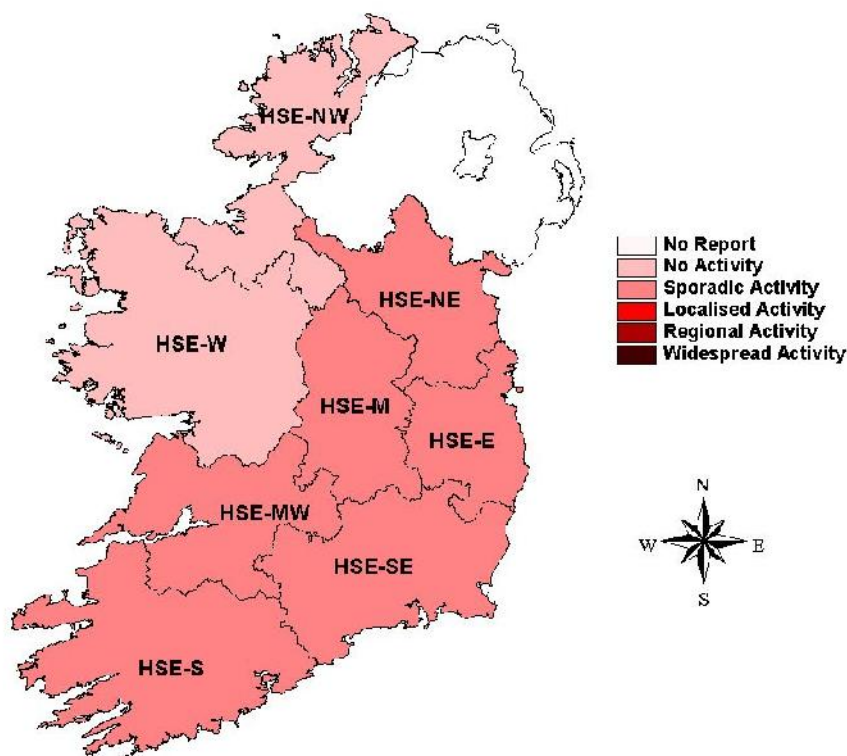 HSE-NW
HSE-NE
HSE-W
HSE-M
HSE-E
HSE-MW
HSE-SE
HSE-S
No Report
No Activity
Sporadic Activity
Localised Activity
Regional Activity
Widespread Activity
N
W E
S